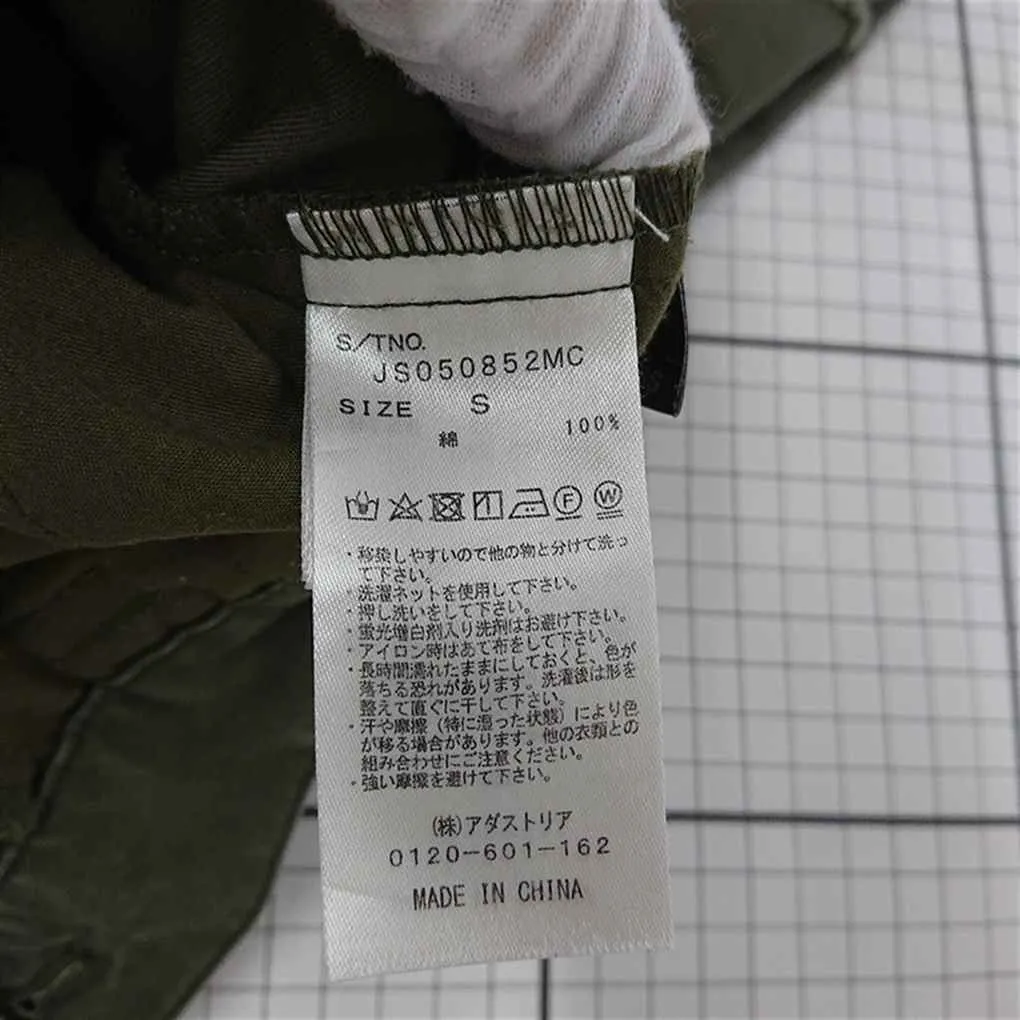 S/TNO.
JS050852MC
SIZE S
綿 100%
F W
・移染しやすいので他の物と分けて洗っ
て下さい。
・洗濯ネットを使用して下さい。
・押し洗いをして下さい。
・蛍光増白剤入り洗剤はお避け下さい。
・アイロン時はあて布をして下さい。
・長時間濡れたままにしておくと、色が
落ちる恐れがあります。洗濯後は形を
整えて直ぐに干して下さい。
・汗や摩擦（特に湿った状態）により色
が移る場合があります。他の衣類との
組み合わせにご注意ください。
・強い摩擦を避けて下さい。
(株)アダストリア
0120-601-162
MADE IN CHINA